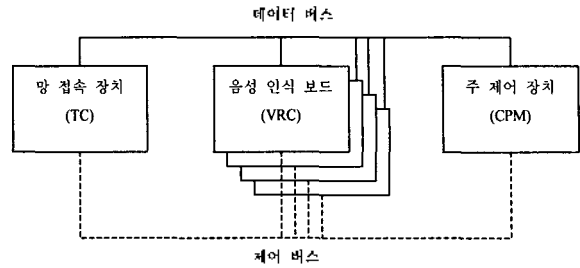 데이터 버스
망 접속 장치
(TC)
음성 인식 보드
(VRC)
주 제어 장치
(CPM)
제어 버스